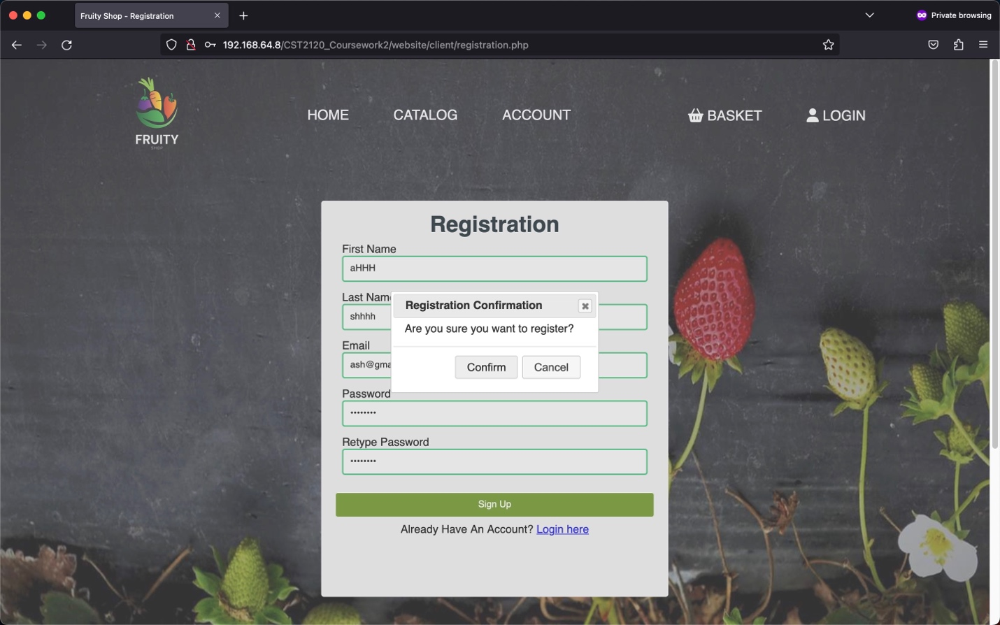 Fruity Shop - Registration
Private browsing
192.168.64.8/CST2120_Coursework2/website/client/registration.php
FRUITY
SHOP
HOME
CATALOG
ACCOUNT
BASKET
LOGIN
Registration
First Name
aHHH
Last Name
shhhh
Registration Confirmation
Are you sure you want to register?
Email
ash@gma
Confirm
Cancel
Password
••••••••
Retype Password
••••••••
Sign Up
Already Have An Account? Login here